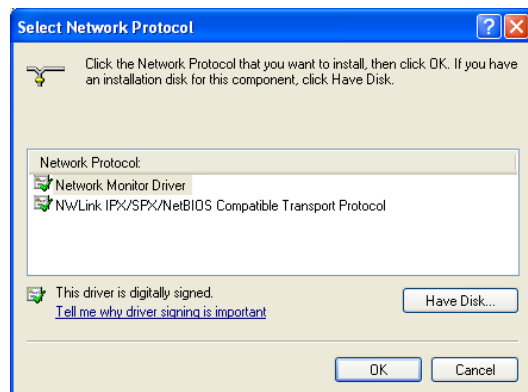 Select Network Protocol
Click the Network Protocol that you want to install, then click OK. If you have
an installation disk for this component, click Have Disk.
Network Protocol:
Network Monitor Driver
NWLink IPX/SPX/NetBIOS Compatible Transport Protocol
This driver is digitally signed.
Tell me why driver signing is important
Have Disk...
OK
Cancel